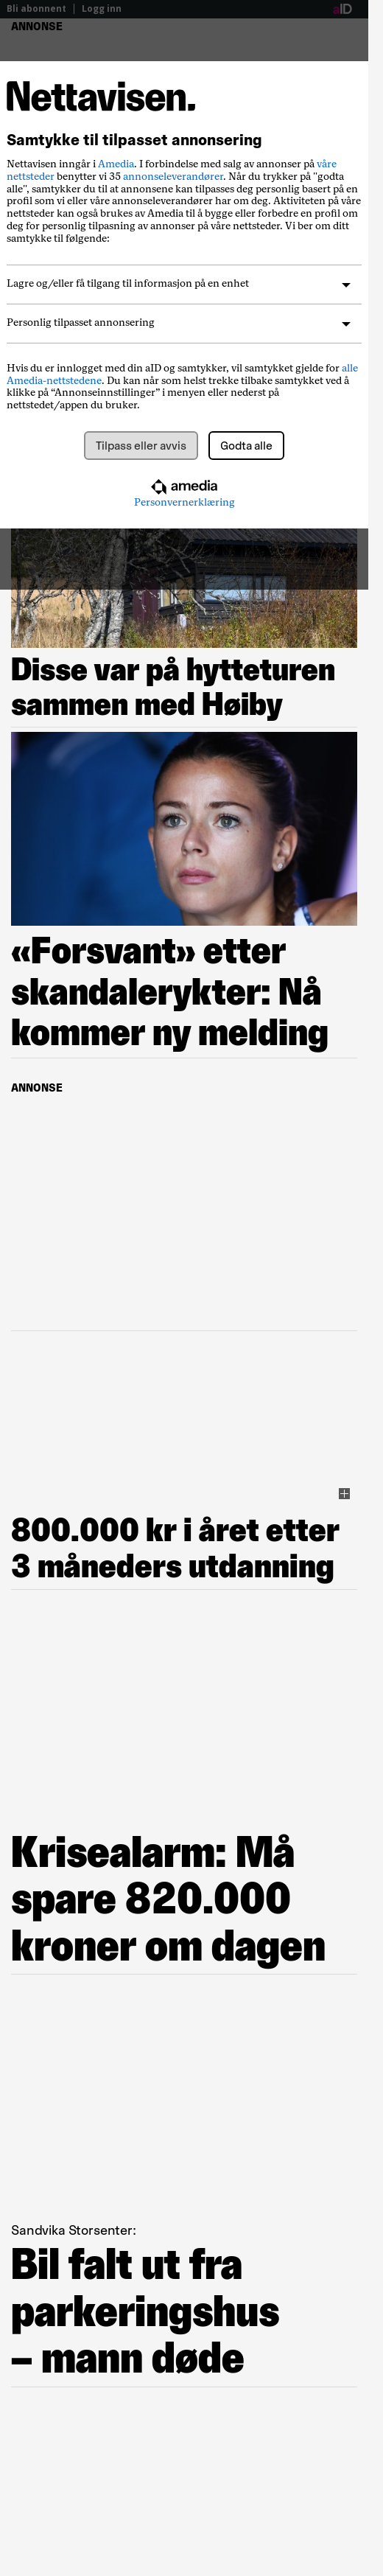 Bli abonnent | Logg inn
aID
ANNONSE
Nettavisen.
Samtykke til tilpasset annonsering
Nettavisen inngår i Amedia. I forbindelse med salg av annonser på våre
nettsteder benytter vi 35 annonseleverandører. Når du trykker på "godta
alle", samtykker du til at annonsene kan tilpasses deg personlig basert på en
profil som vi eller våre annonseleverandører har om deg. Aktiviteten på våre
nettsteder kan også brukes av Amedia til å bygge eller forbedre en profil om
deg for personlig tilpasning av annonser på våre nettsteder. Vi ber om ditt
samtykke til følgende:
Lagre og/eller få tilgang til informasjon på en enhet
Personlig tilpasset annonsering
Hvis du er innlogget med din aID og samtykker, vil samtykket gjelde for alle
Amedia-nettstedene. Du kan når som helst trekke tilbake samtykket ved å
klikke på “Annonseinnstillinger” i menyen eller nederst på
nettstedet/appen du bruker.
Tilpass eller avvis
Godta alle
amedia
Personvernerklæring
Disse var på hytteturen
sammen med Høiby
«Forsvant» etter
skandalerykter: Nå
kommer ny melding
ANNONSE
800.000 kr i året etter
3 måneders utdanning
Krisealarm: Må
spare 820.000
kroner om dagen
Sandvika Storsenter:
Bil falt ut fra
parkeringshus
– mann døde